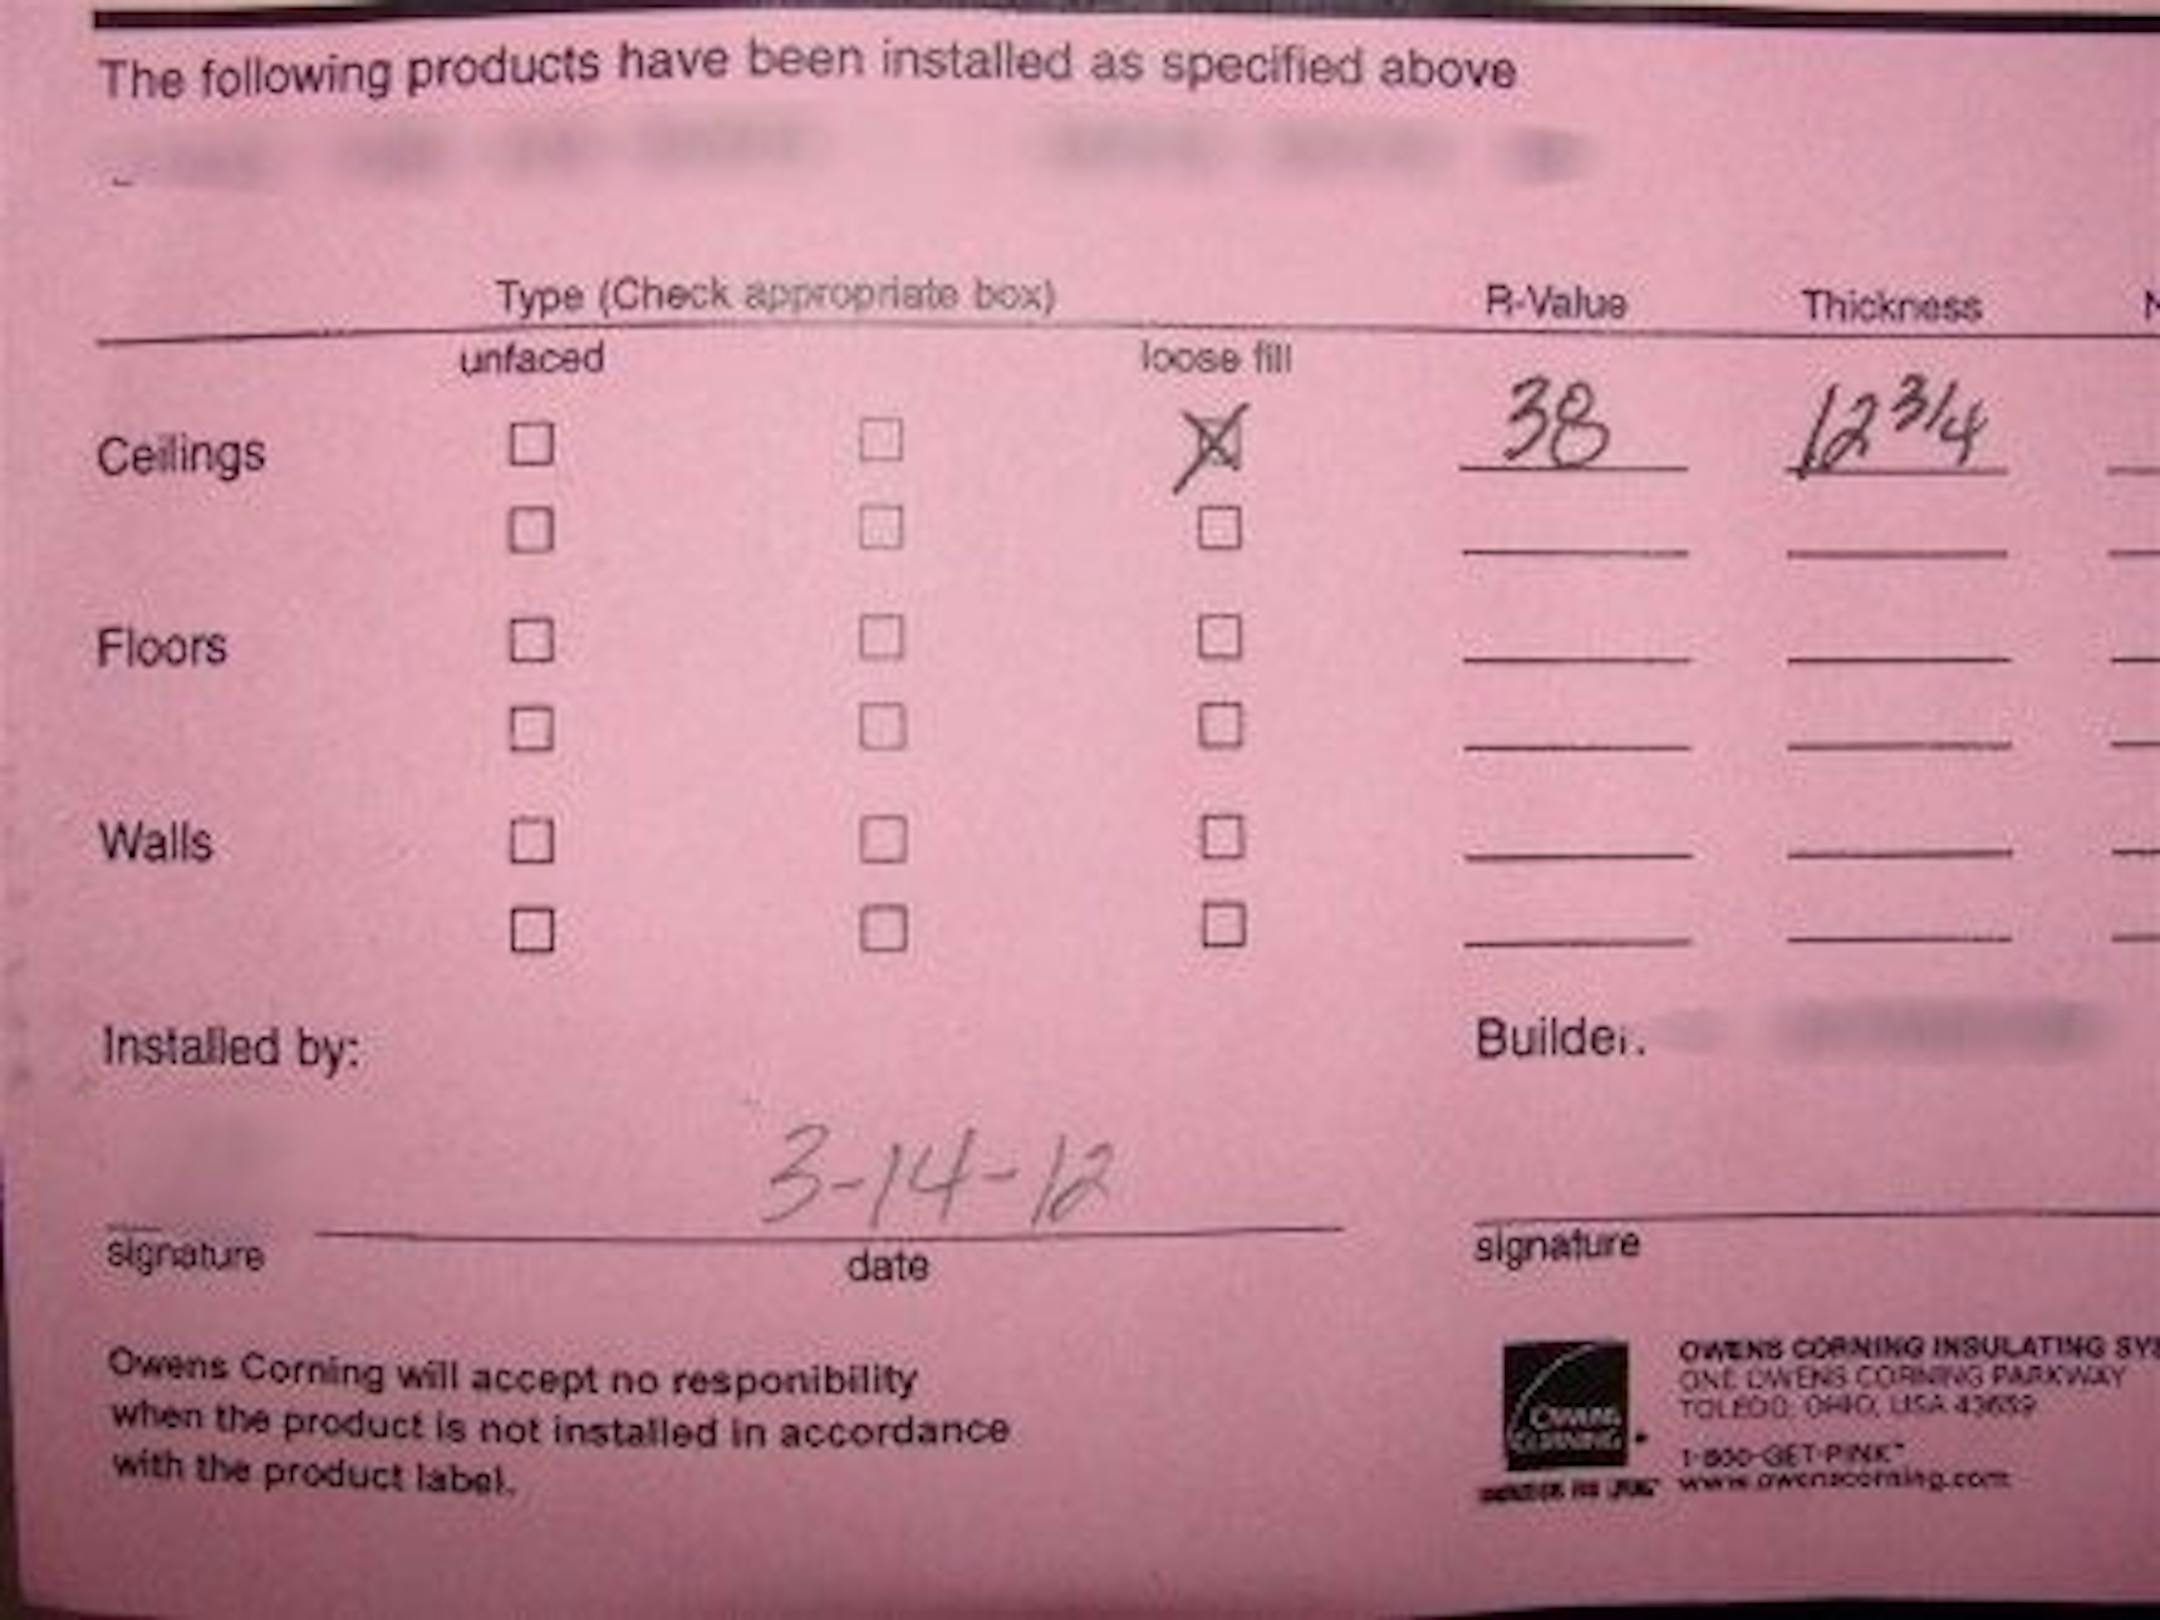 The following products have been installed as specified above
Type (Check appropriate box) R-Value Thickness
unfaced loose fill
Ceilings 38 12 3/4
Floors
Walls
Installed by:
3-14-12
signature date signature
Owens Corning will accept no responibility
when the product is not installed in accordance
with the product label.
Owens
Corning
OWENS CORNING INSULATING
ONE OWENS CORNING PARKWAY
TOLEDO, OHIO, USA 43659
1-800-GET-PINK™
www.owenscorning.com